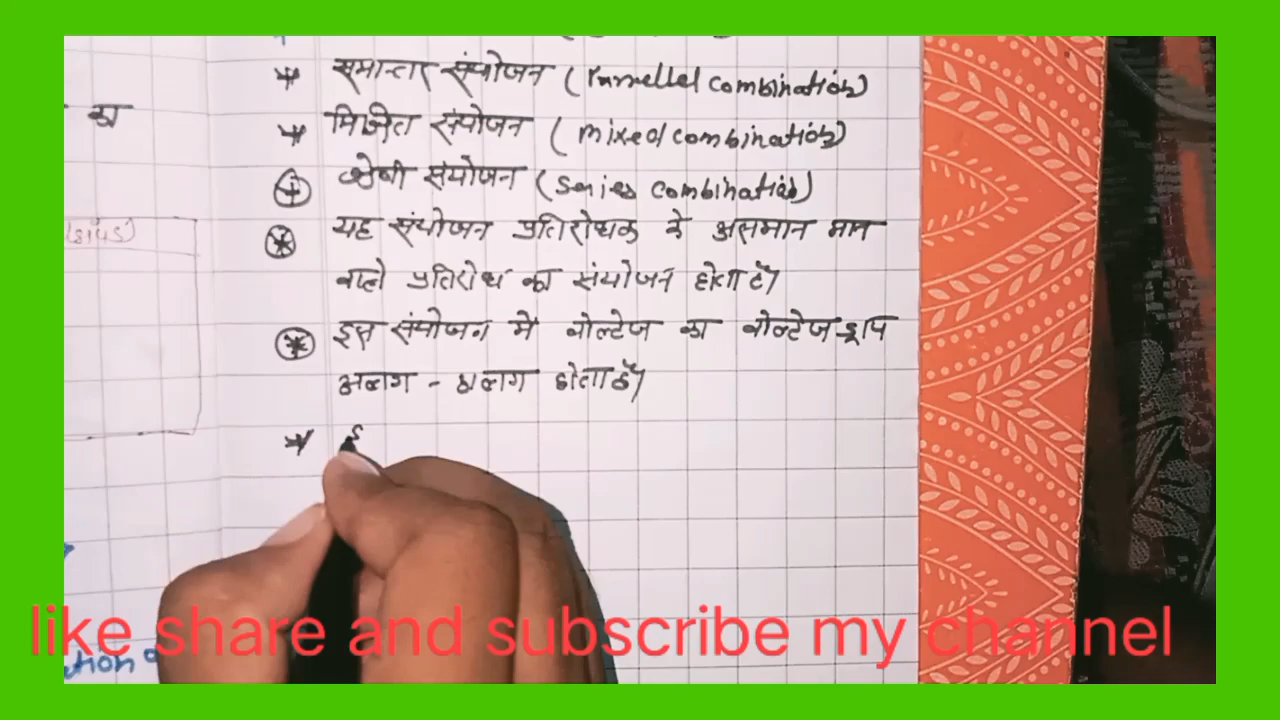 समान्तर संयोजन (Parrellel combination)
का
मिश्रित संयोजन (mixed combination)
श्रेणी संयोजन (Series combination)
यह संयोजन प्रतिरोधक के असमान मान
वाले प्रतिरोध का संयोजन होता है।
इस संयोजन में वोल्टेज का वोल्टेज ड्राप
अलग - अलग होता है।
like share and subscribe my channel